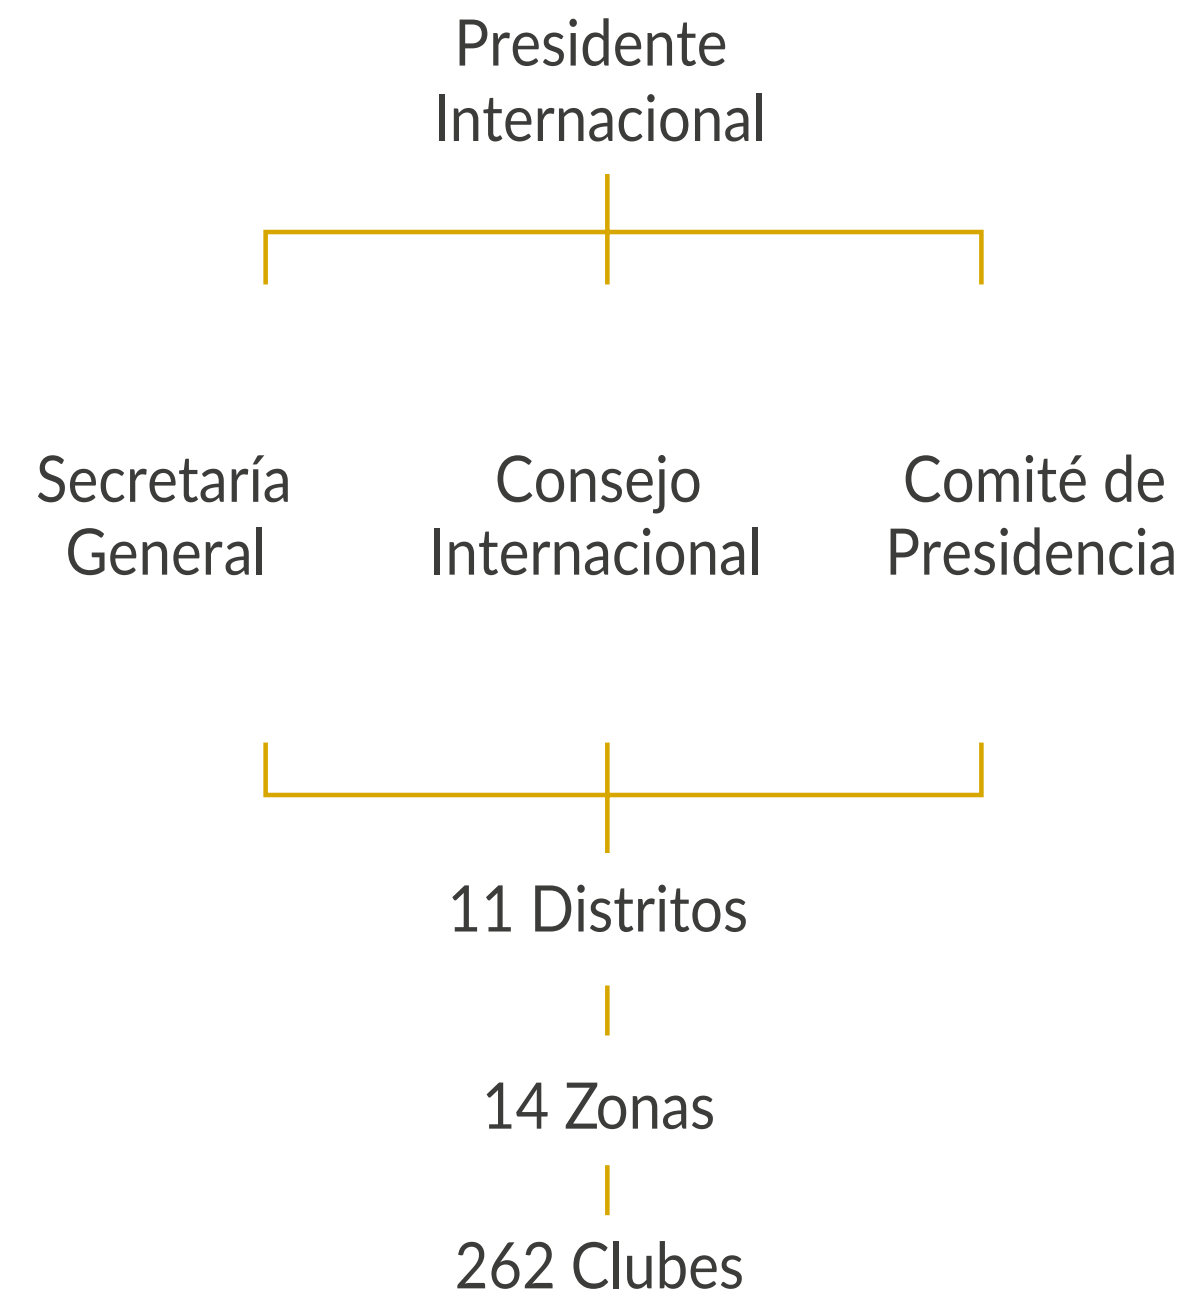 Presidente
Internacional
Secretaría
General
Consejo
Internacional
Comité de
Presidencia
11 Distritos
14 Zonas
262 Clubes